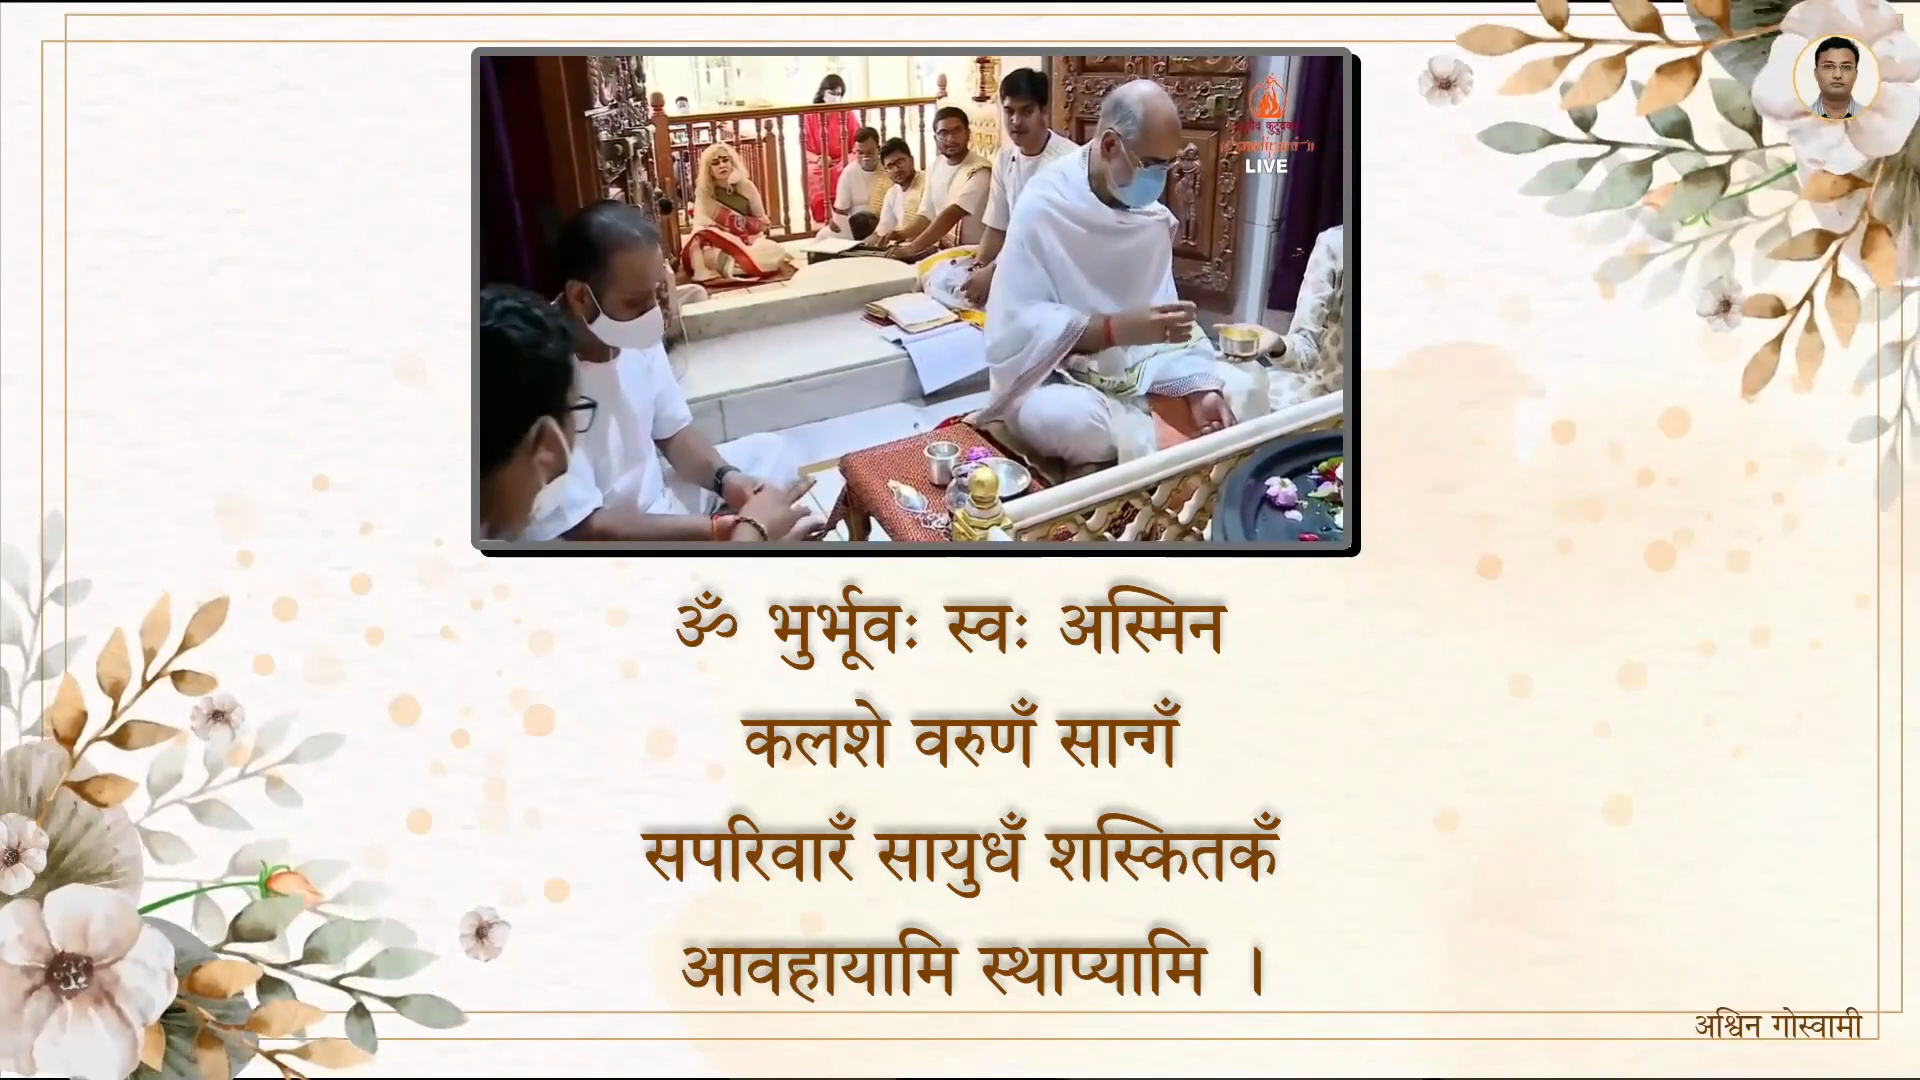 LIVE
ॐ भुर्भूवः स्वः अस्मिन
कलशे वरुणँ सान्गँ
सपरिवारँ सायुधँ शस्कितकँ
आवहायामि स्थाप्यामि ।
अश्विन गोस्वामी